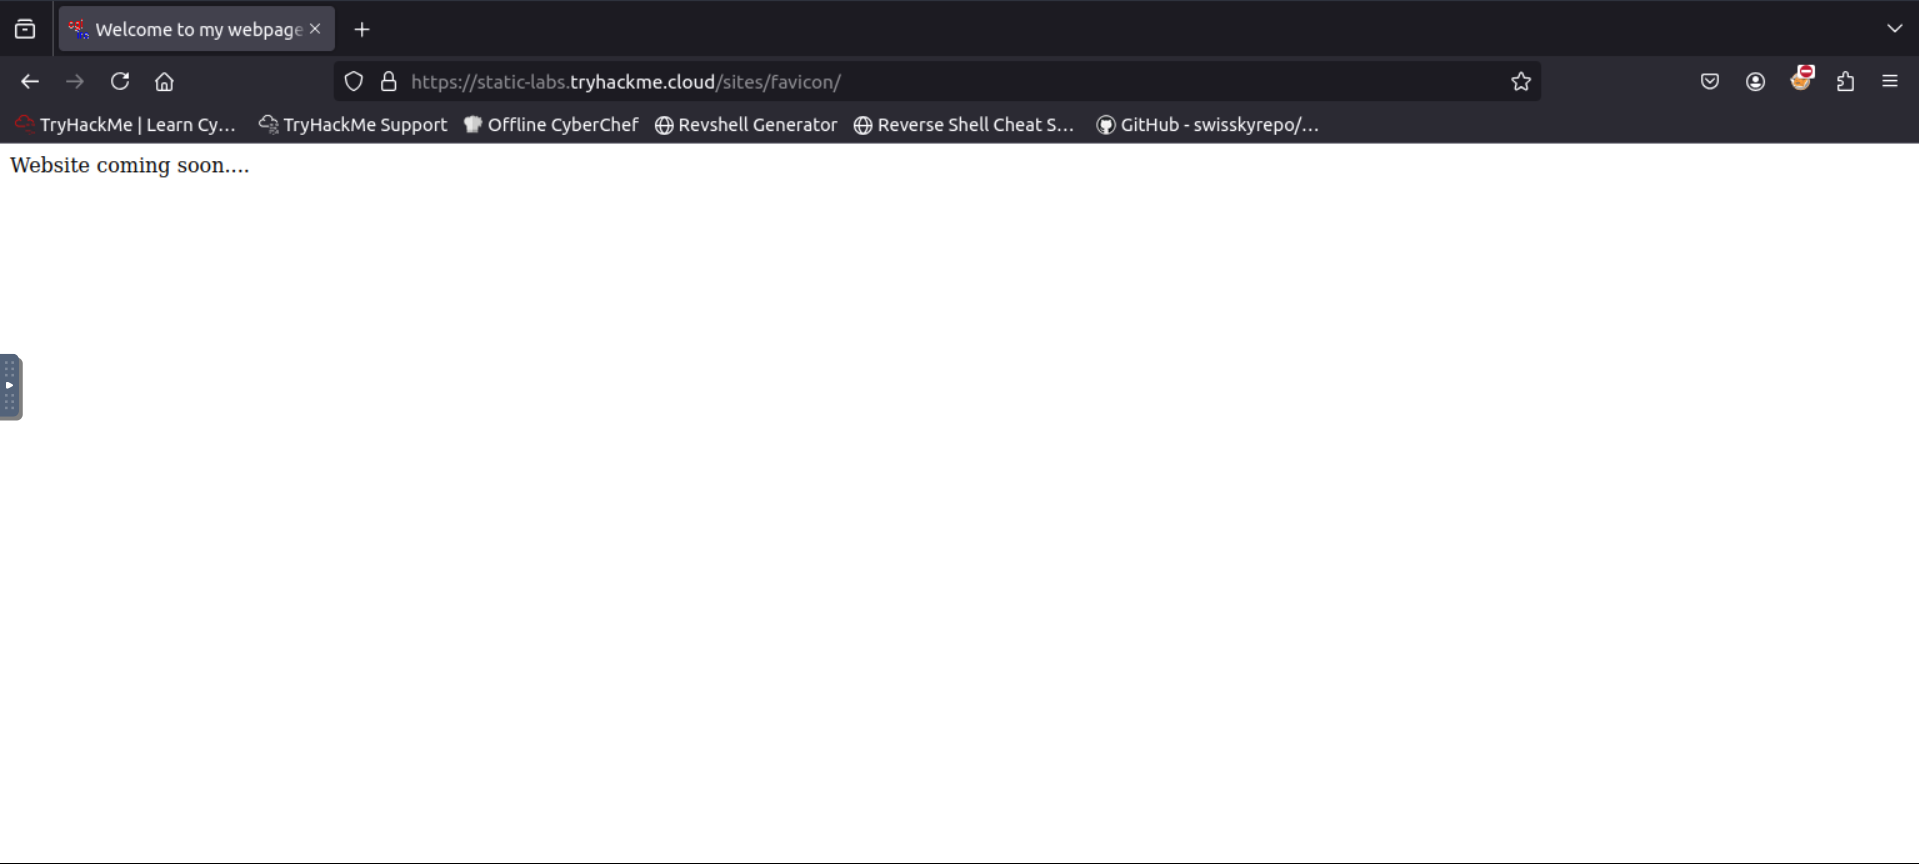 Welcome to my webpage
https://static-labs.tryhackme.cloud/sites/favicon/
TryHackMe | Learn Cy... TryHackMe Support Offline CyberChef Revshell Generator Reverse Shell Cheat S... GitHub - swisskyrepo/...
Website coming soon....